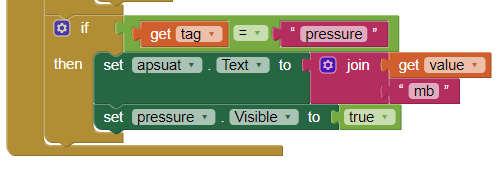 if get tag = “ pressure ”
then set apsuat . Text to join get value
“ mb ”
set pressure . Visible to true